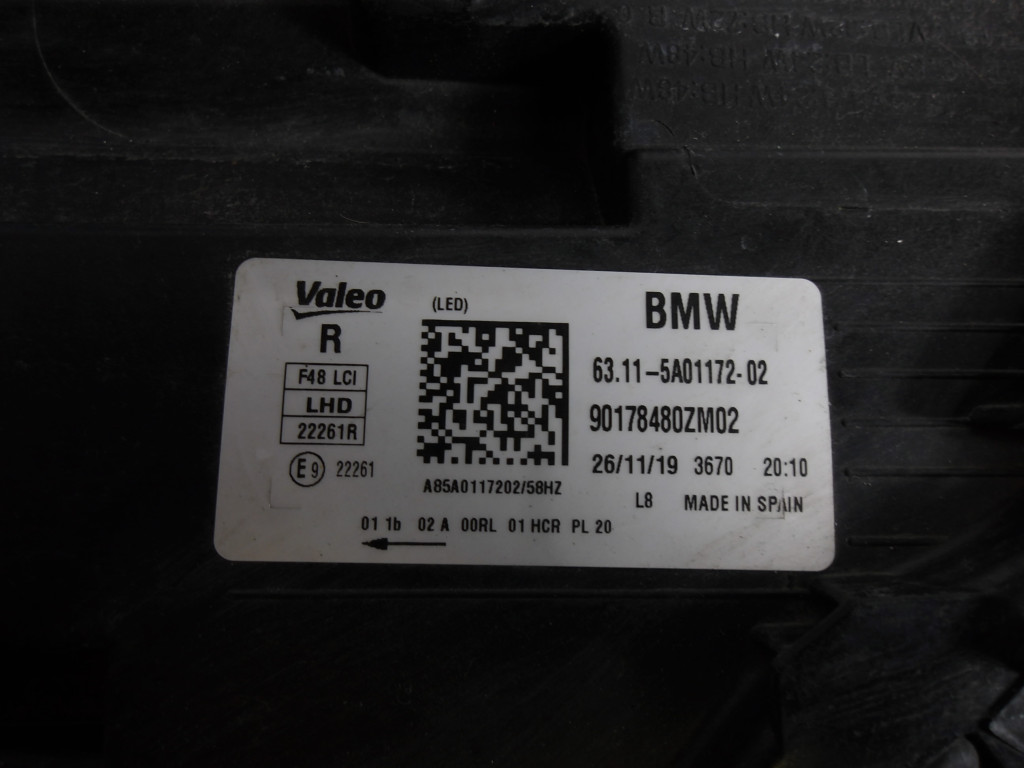 Valeo
(LED)
BMW
R
F48 LCI
LHD
22261R
E9 22261
63.11-5A01172-02
90178480ZM02
26/11/19 3670 20:10
L8 MADE IN SPAIN
A85A0117202/58HZ
01 1b 02 A 00RL 01 HCR PL 20